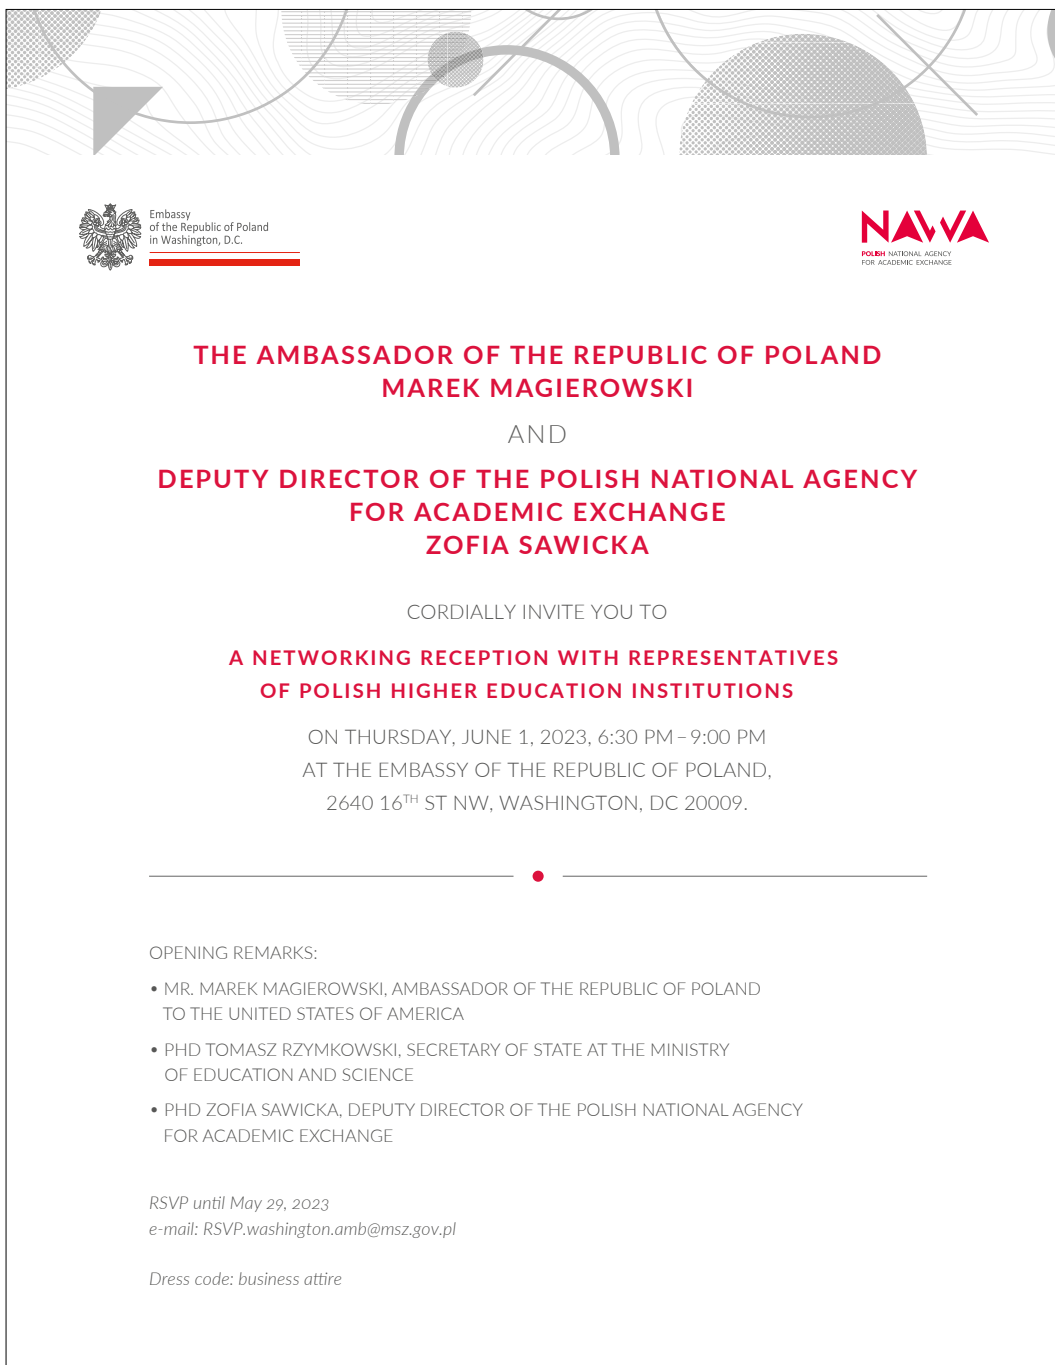 Embassy
of the Republic of Poland
in Washington, D.C.
NAWA
POLISH NATIONAL AGENCY
FOR ACADEMIC EXCHANGE
THE AMBASSADOR OF THE REPUBLIC OF POLAND
MAREK MAGIEROWSKI
AND
DEPUTY DIRECTOR OF THE POLISH NATIONAL AGENCY
FOR ACADEMIC EXCHANGE
ZOFIA SAWICKA
CORDIALLY INVITE YOU TO
A NETWORKING RECEPTION WITH REPRESENTATIVES
OF POLISH HIGHER EDUCATION INSTITUTIONS
ON THURSDAY, JUNE 1, 2023, 6:30 PM – 9:00 PM
AT THE EMBASSY OF THE REPUBLIC OF POLAND,
2640 16TH ST NW, WASHINGTON, DC 20009.
OPENING REMARKS:
• MR. MAREK MAGIEROWSKI, AMBASSADOR OF THE REPUBLIC OF POLAND
TO THE UNITED STATES OF AMERICA
• PHD TOMASZ RZYMKOWSKI, SECRETARY OF STATE AT THE MINISTRY
OF EDUCATION AND SCIENCE
• PHD ZOFIA SAWICKA, DEPUTY DIRECTOR OF THE POLISH NATIONAL AGENCY
FOR ACADEMIC EXCHANGE
RSVP until May 29, 2023
e-mail: RSVP.washington.amb@msz.gov.pl
Dress code: business attire